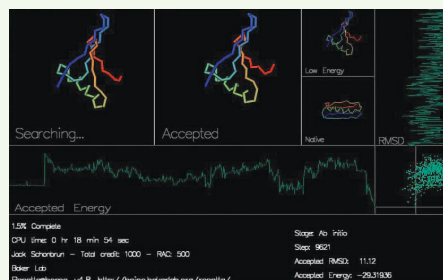 Searching...
Accepted
Low Energy
Native
RMSD
Accepted Energy
1.5% Complete
CPU time: 0 hr 18 min 54 sec
Jack Schonbrun - Total credit: 1000 - RAC: 500
Baker Lab
Stage: Ab initio
Step: 9621
Accepted RMSD: 11.12
Accepted Energy: -29.31936